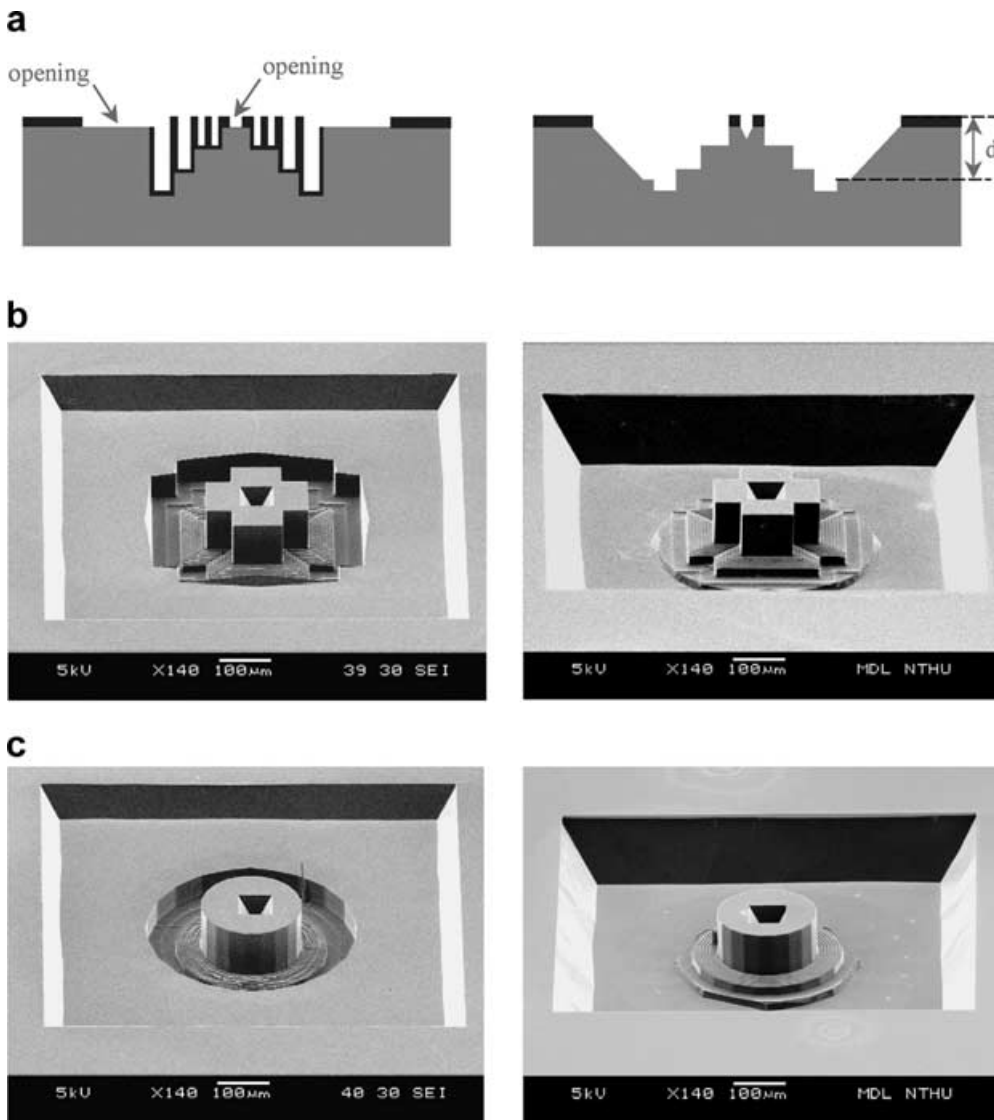 a
opening
opening
d
b
5kV X140 100μm 39 30 SEI
5kV X140 100μm MDL NTHU
c
5kV X140 100μm 40 30 SEI
5kV X140 100μm MDL NTHU